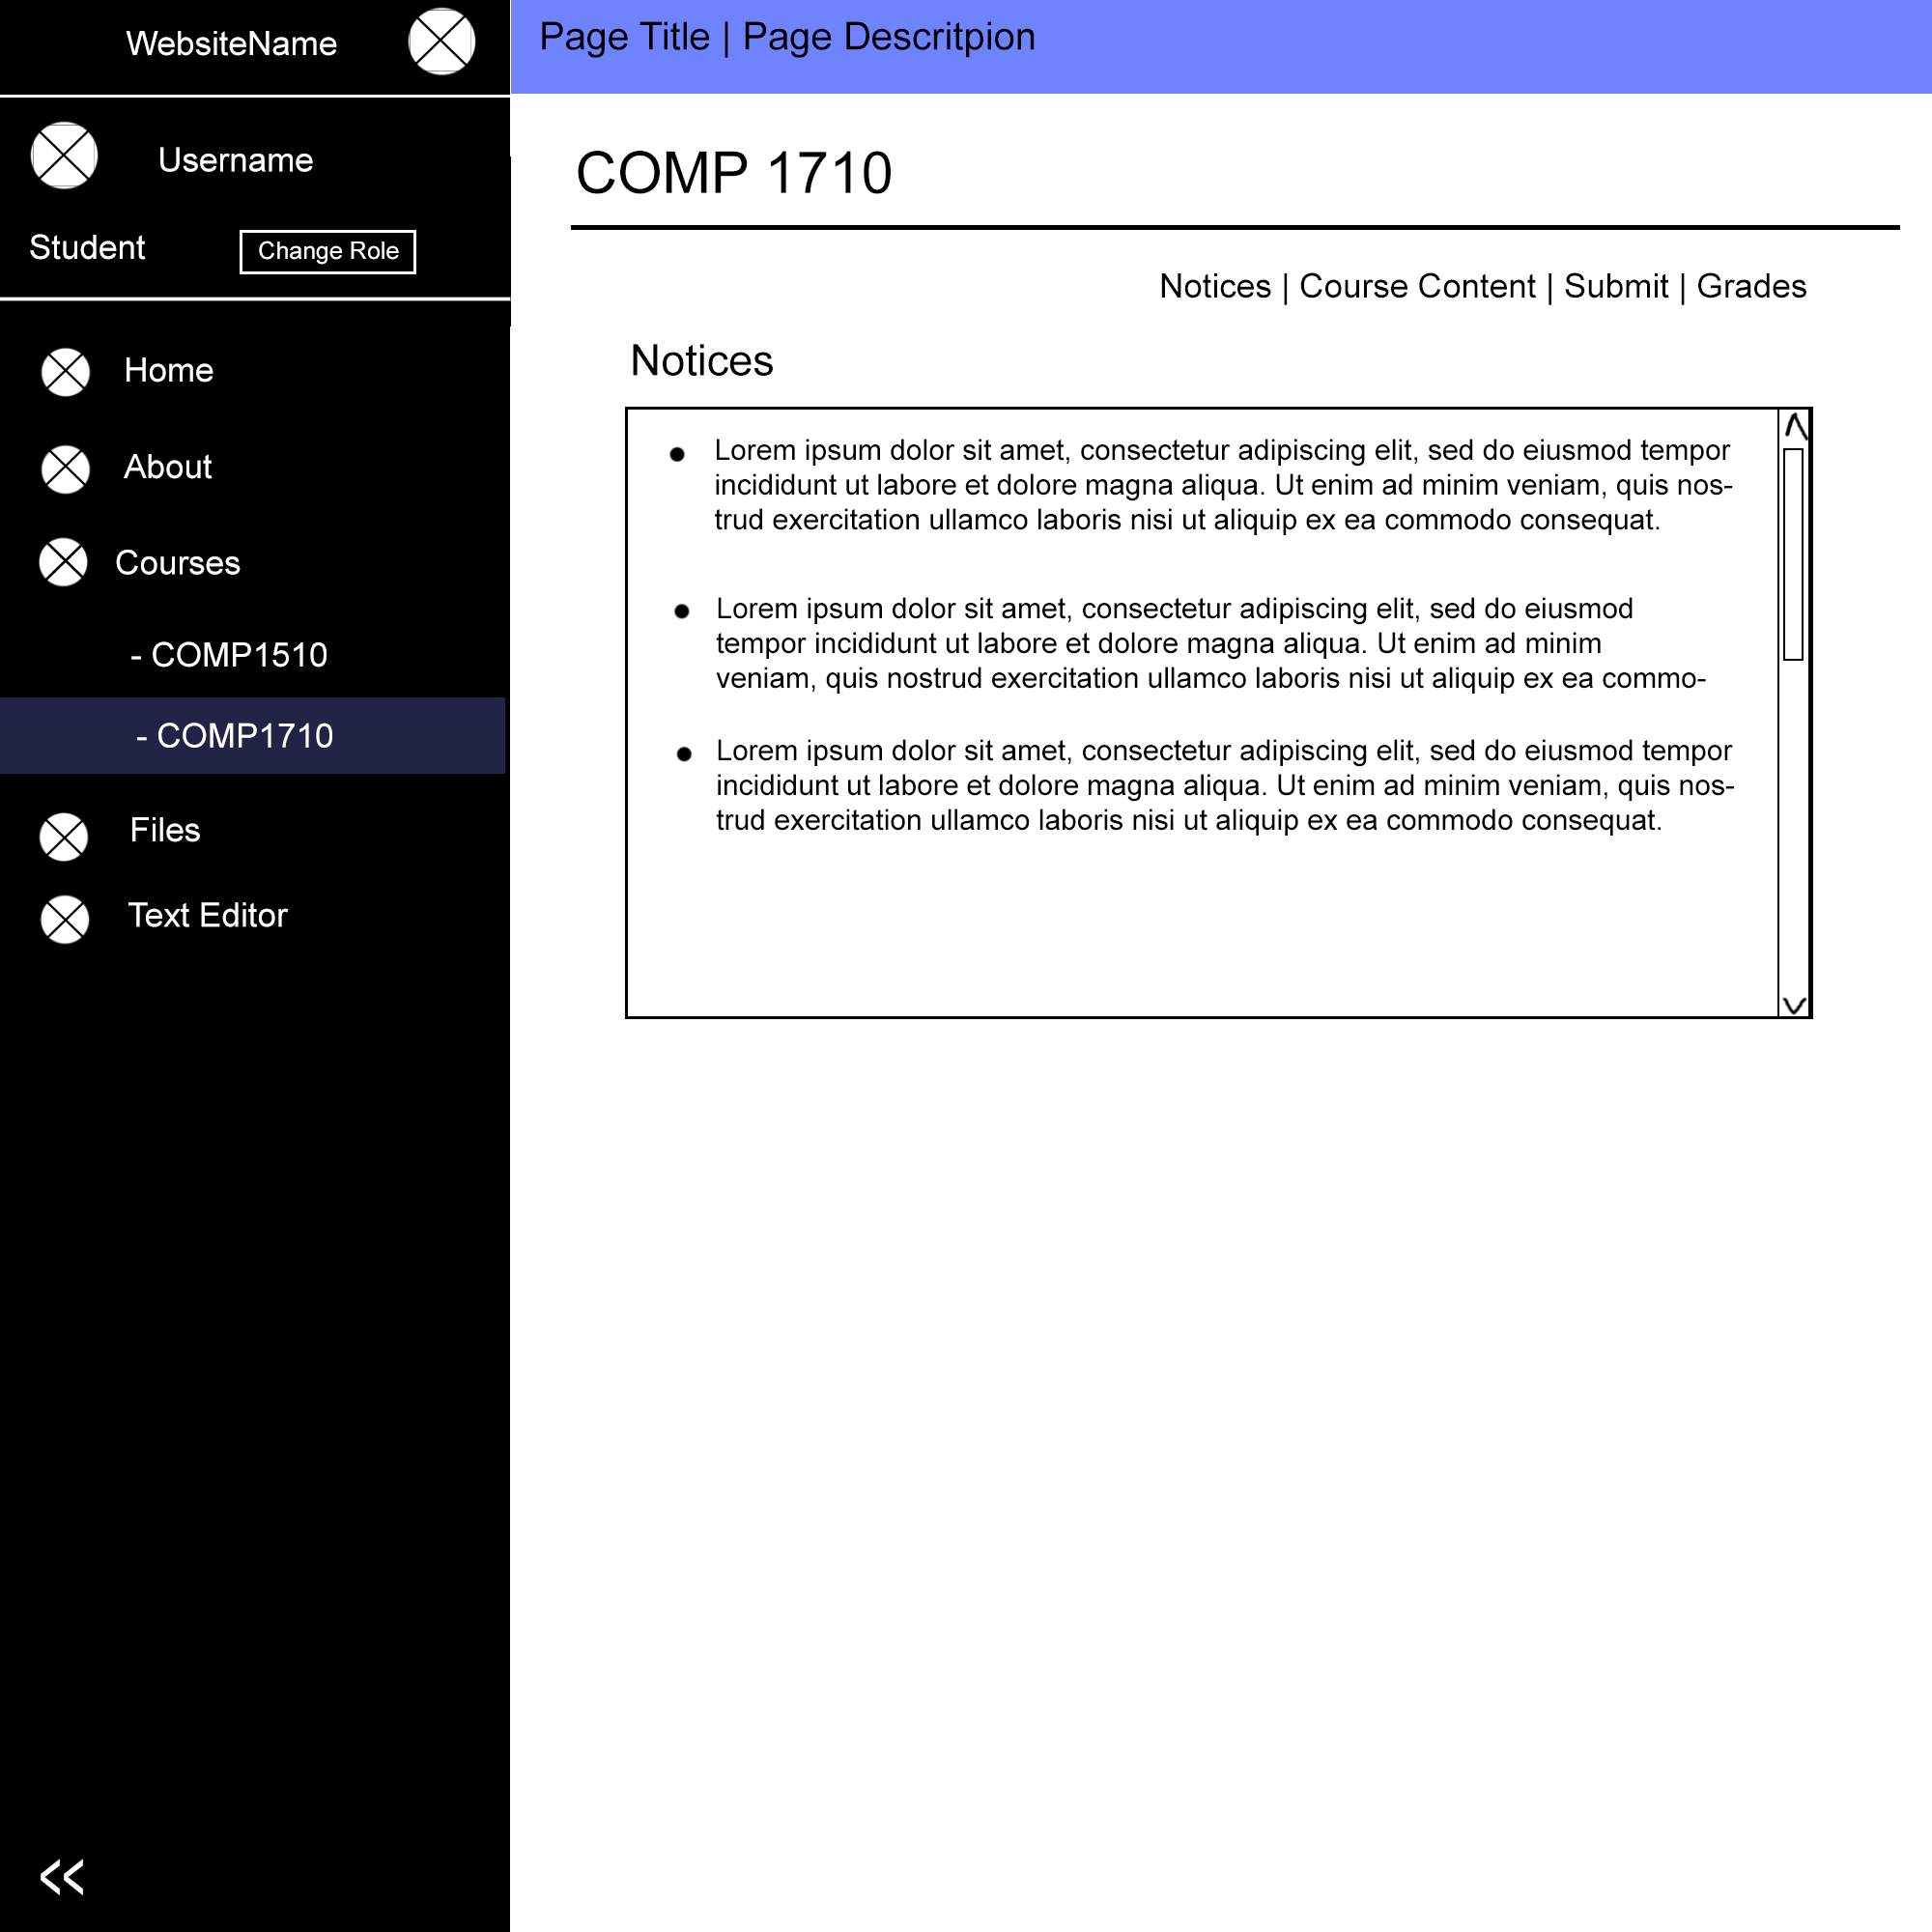 WebsiteName
Username
Student
Change Role
Home
About
Courses
- COMP1510
- COMP1710
Files
Text Editor
<<
Page Title | Page Descritpion
COMP 1710
Notices | Course Content | Submit | Grades
Notices
• Lorem ipsum dolor sit amet, consectetur adipiscing elit, sed do eiusmod tempor
incididunt ut labore et dolore magna aliqua. Ut enim ad minim veniam, quis nos-
trud exercitation ullamco laboris nisi ut aliquip ex ea commodo consequat.
• Lorem ipsum dolor sit amet, consectetur adipiscing elit, sed do eiusmod
tempor incididunt ut labore et dolore magna aliqua. Ut enim ad minim
veniam, quis nostrud exercitation ullamco laboris nisi ut aliquip ex ea commo-
• Lorem ipsum dolor sit amet, consectetur adipiscing elit, sed do eiusmod tempor
incididunt ut labore et dolore magna aliqua. Ut enim ad minim veniam, quis nos-
trud exercitation ullamco laboris nisi ut aliquip ex ea commodo consequat.